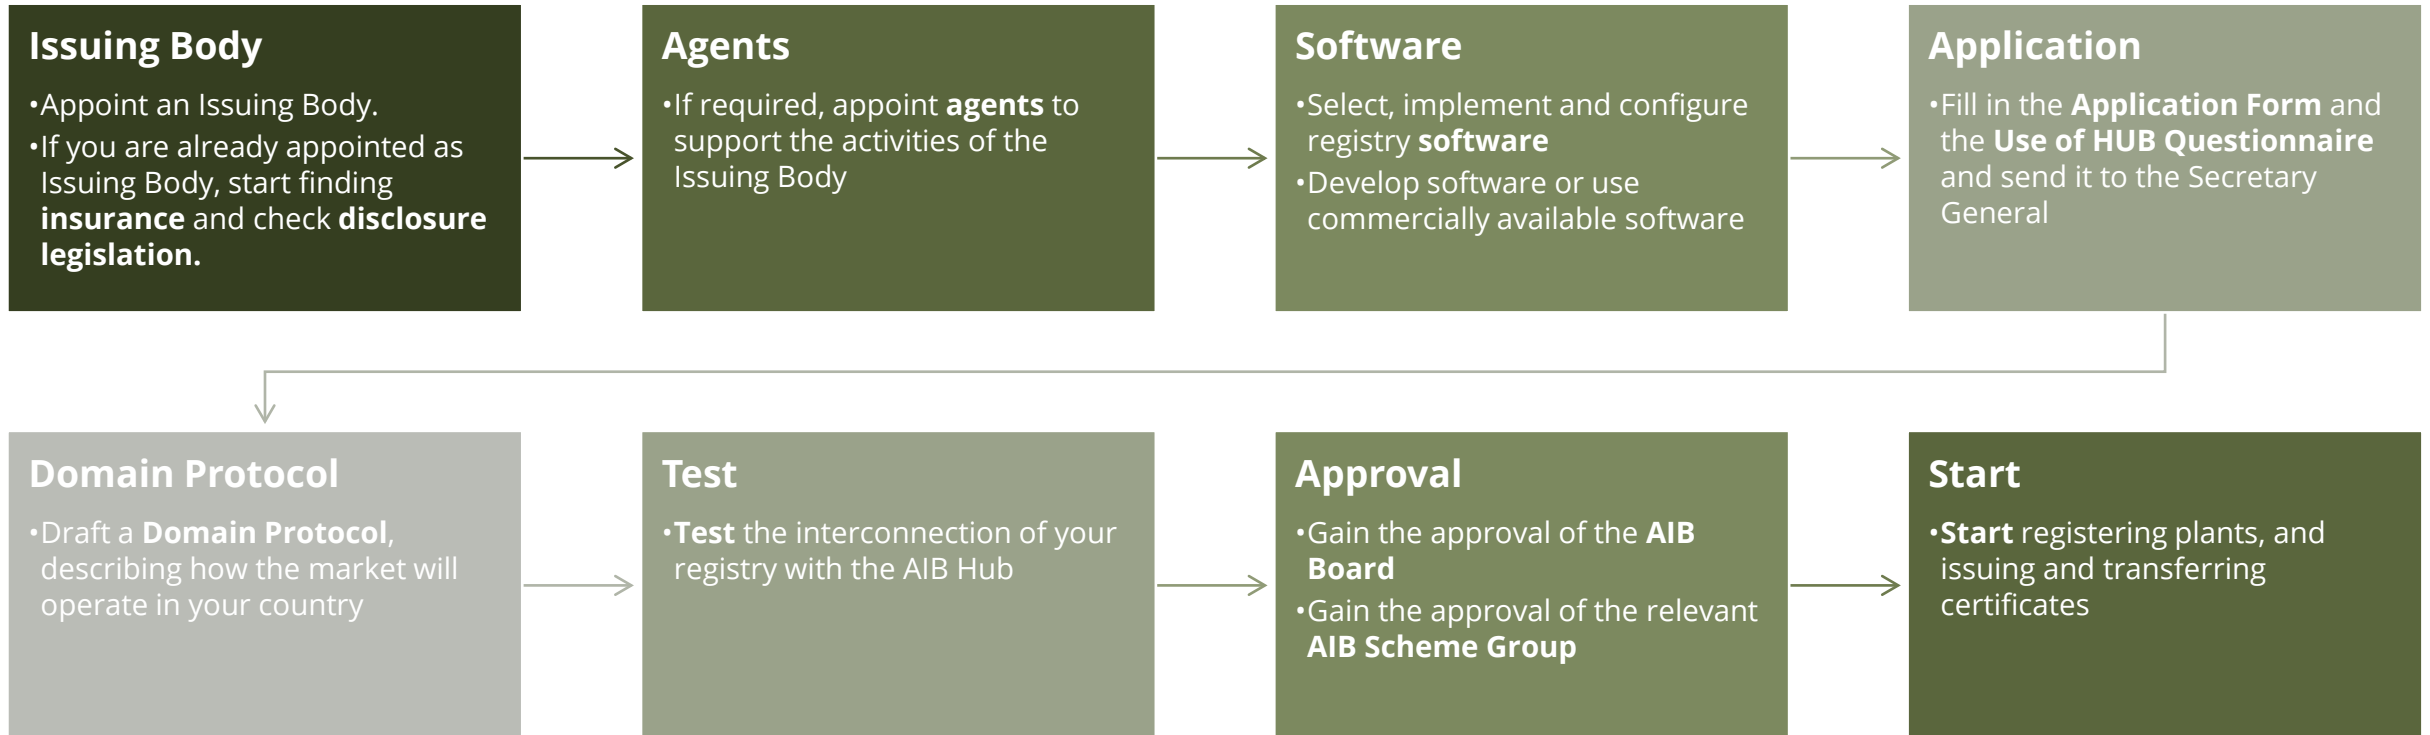 Issuing Body
•Appoint an Issuing Body.
•If you are already appointed as
Issuing Body, start finding
insurance and check disclosure
legislation.
Agents
•If required, appoint agents to
support the activities of the
Issuing Body
Software
•Select, implement and configure
registry software
•Develop software or use
commercially available software
Application
•Fill in the Application Form and
the Use of HUB Questionnaire
and send it to the Secretary
General
Domain Protocol
•Draft a Domain Protocol,
describing how the market will
operate in your country
Test
•Test the interconnection of your
registry with the AIB Hub
Approval
•Gain the approval of the AIB
Board
•Gain the approval of the relevant
AIB Scheme Group
Start
•Start registering plants, and
issuing and transferring
certificates